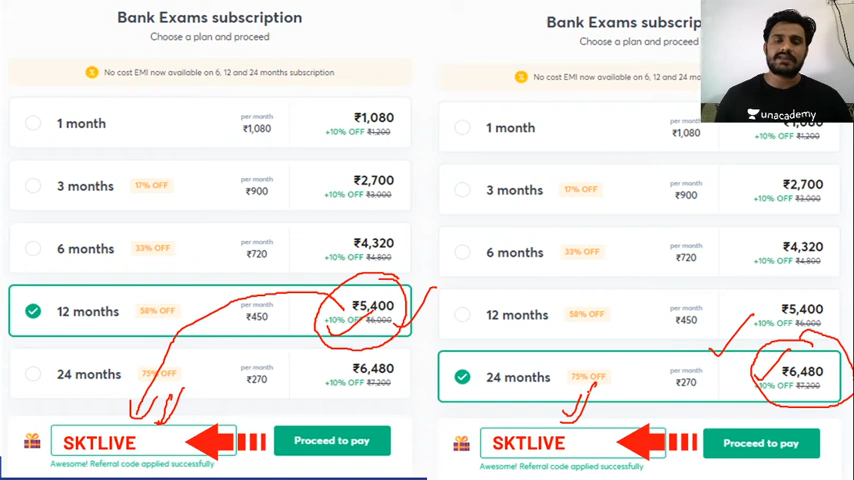 Bank Exams subscription
Choose a plan and proceed
No cost EMI now available on 6, 12 and 24 months subscription
1 month
per month
₹1,080
₹1,080
+10% OFF ₹1,200
3 months
17% OFF
per month
₹900
₹2,700
+10% OFF ₹3,000
6 months
33% OFF
per month
₹720
₹4,320
+10% OFF ₹4,800
12 months
58% OFF
per month
₹450
₹5,400
+10% OFF ₹6,000
24 months
75% OFF
per month
₹270
₹6,480
+10% OFF ₹7,200
SKTLIVE
Proceed to pay
Awesome! Referral code applied successfully
Bank Exams subscrip
Choose a plan and proceed
No cost EMI now available on 6, 12 and 24 m
1 month
per month
₹1,080
₹1,080
+10% OFF ₹1,200
3 months
17% OFF
per month
₹900
₹2,700
+10% OFF ₹3,000
6 months
33% OFF
per month
₹720
₹4,320
+10% OFF ₹4,800
12 months
58% OFF
per month
₹450
₹5,400
+10% OFF ₹6,000
24 months
75% OFF
per month
₹270
₹6,480
+10% OFF ₹7,200
SKTLIVE
Proceed to pay
Awesome! Referral code applied successfully
unacademy